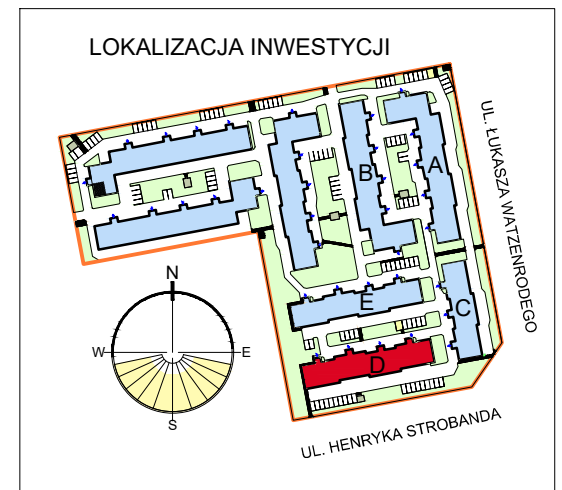 LOKALIZACJA INWESTYCJI
UL. ŁUKASZA WATZENRODEGO
A
B
N
E
C
W
E
D
S
UL. HENRYKA STROBANDA